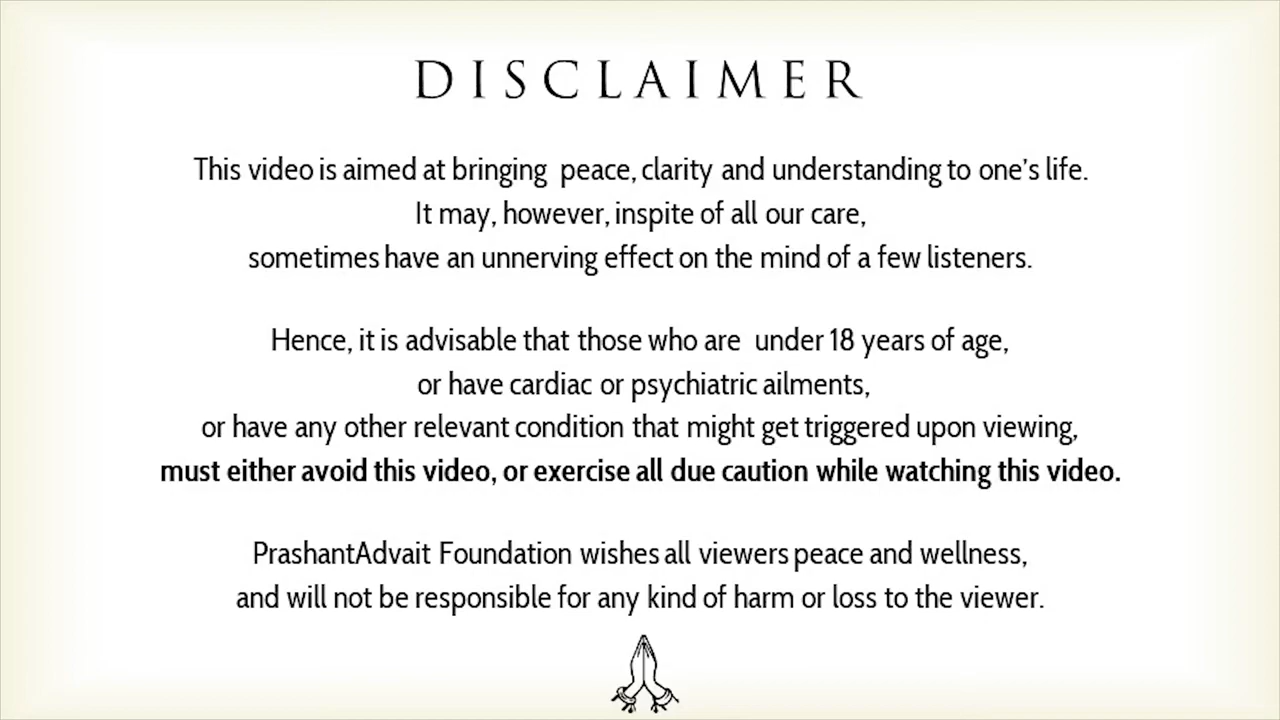 DISCLAIMER
This video is aimed at bringing peace, clarity and understanding to one's life.
It may, however, inspite of all our care,
sometimes have an unnerving effect on the mind of a few listeners.
Hence, it is advisable that those who are under 18 years of age,
or have cardiac or psychiatric ailments,
or have any other relevant condition that might get triggered upon viewing,
must either avoid this video, or exercise all due caution while watching this video.
PrashantAdvait Foundation wishes all viewers peace and wellness,
and will not be responsible for any kind of harm or loss to the viewer.